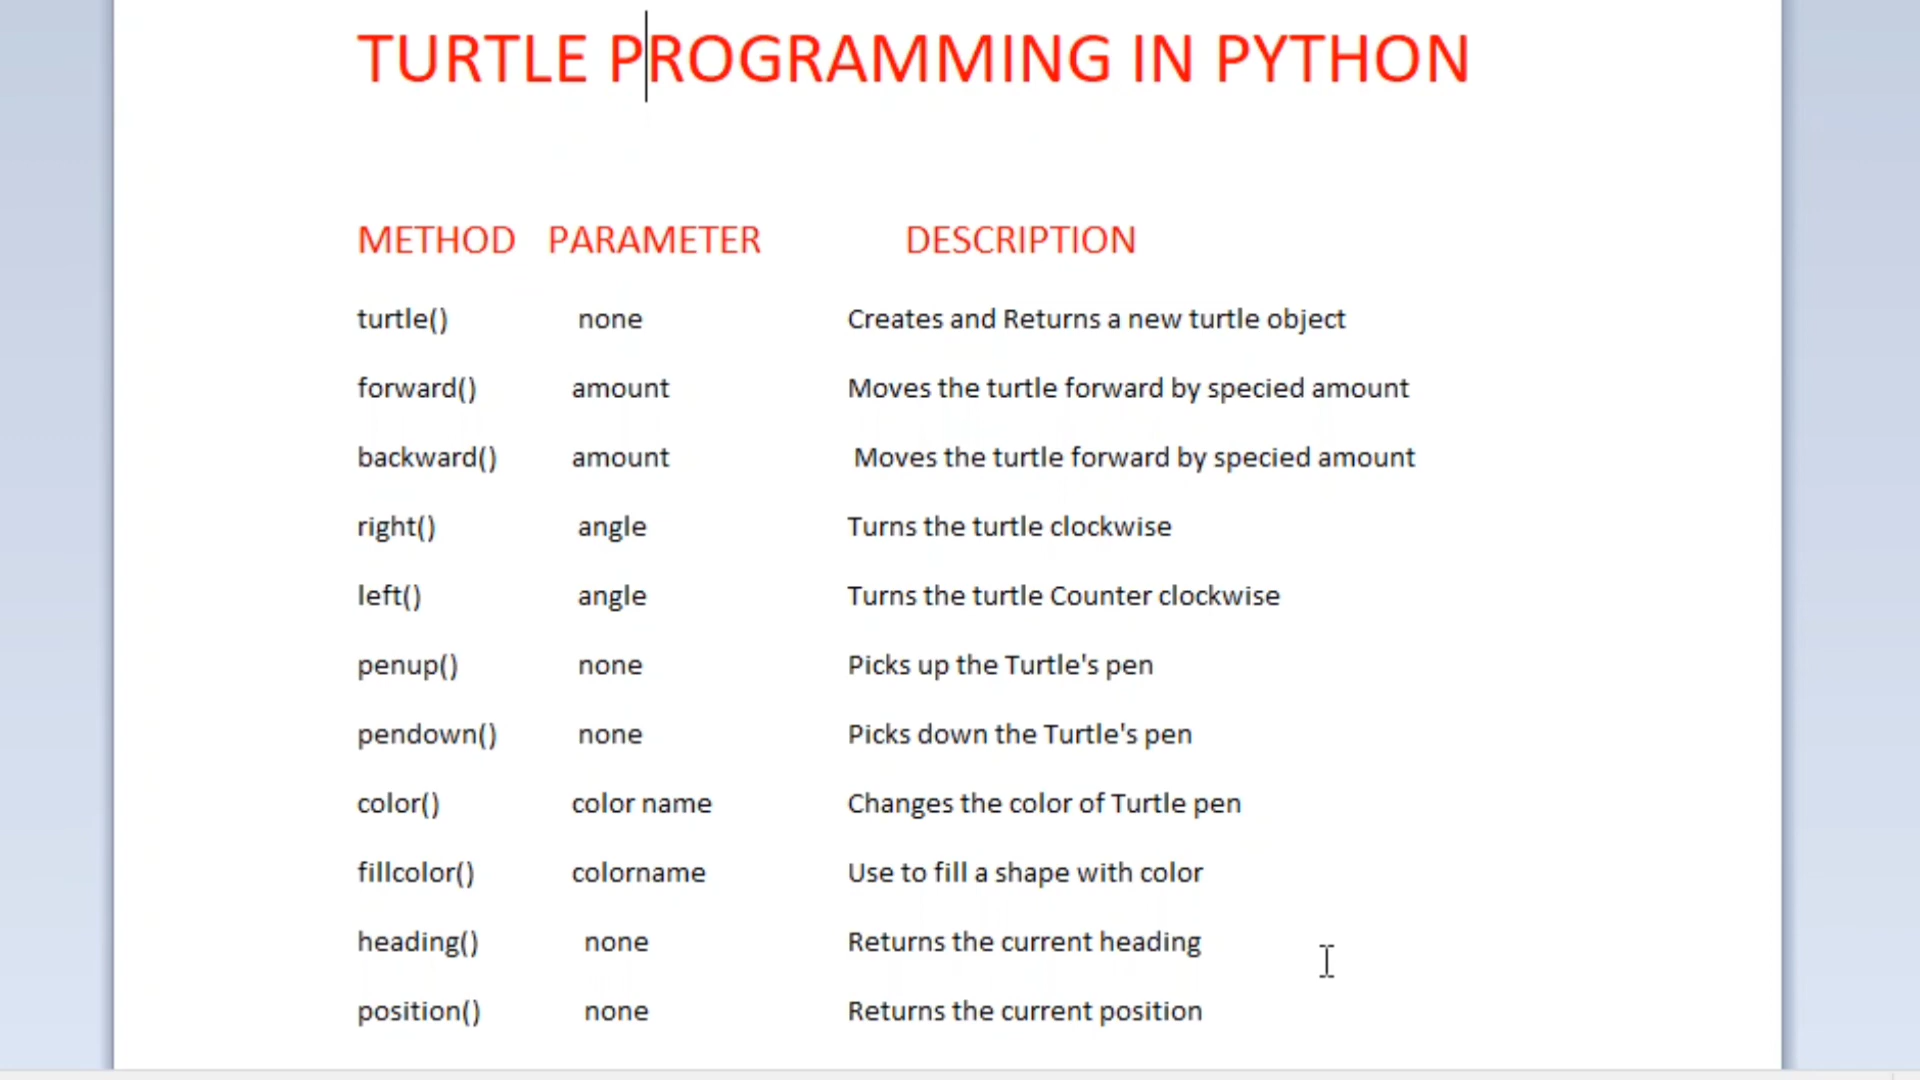 TURTLE PROGRAMMING IN PYTHON
METHOD PARAMETER DESCRIPTION
turtle() none Creates and Returns a new turtle object
forward() amount Moves the turtle forward by specied amount
backward() amount Moves the turtle forward by specied amount
right() angle Turns the turtle clockwise
left() angle Turns the turtle Counter clockwise
penup() none Picks up the Turtle's pen
pendown() none Picks down the Turtle's pen
color() color name Changes the color of Turtle pen
fillcolor() colorname Use to fill a shape with color
heading() none Returns the current heading
position() none Returns the current position